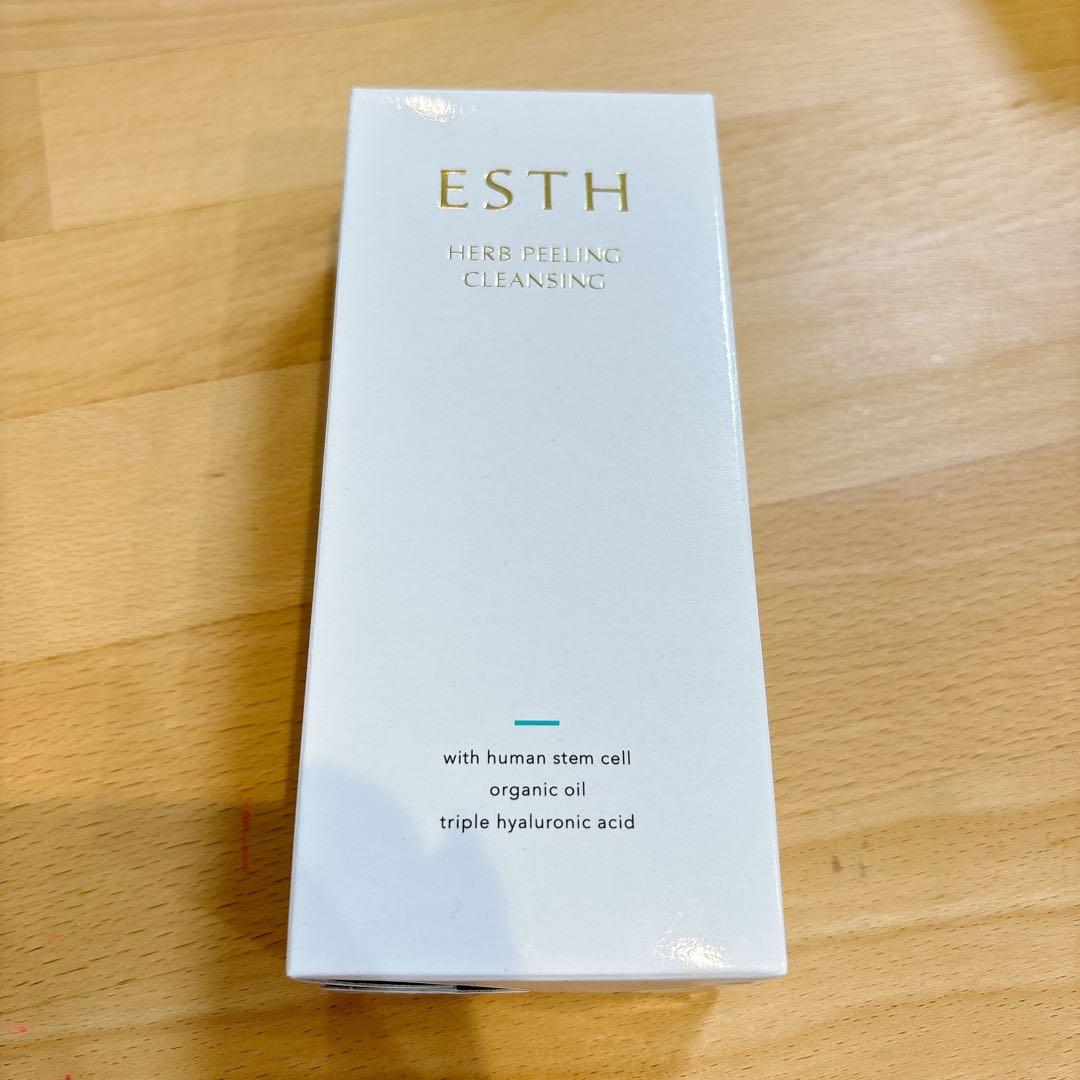 ESTH
HERB PEELING
CLEANSING
with human stem cell
organic oil
triple hyaluronic acid